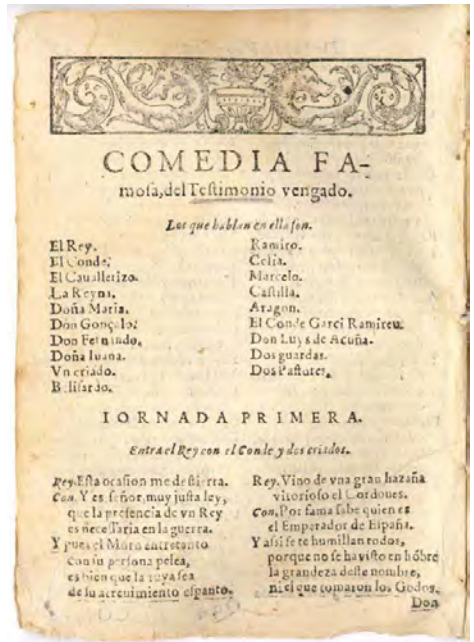 COMEDIA FA-
moſa, del Teſtimonio vengado.
Los que hablan en ella ſon.
El Rey.
El Conde.
El Cauallerizo.
La Reyna.
Doña Maria.
Don Gonçalo.
Don Fernando.
Doña Iuana.
Vn criado.
Beliſardo.
Ramiro.
Celia.
Marcelo.
Caſtilla.
Aragon.
El Conde Garci Ramireu.
Don Luys de Acuña.
Dos guardas.
Dos Paſtores.
IORNADA PRIMERA.
Entra el Rey con el Conde y dos criados.
Rey. Eſta ocaſion me deſtierra.
Con. Y es ſeñor, muy juſta ley,
que la preſencia de vn Rey
es neceſſaria en la guerra.
Y pues el Moro entretanto
con ſu perſona pelea,
es bien que la tuya ſea
de ſu atreuimiento eſpanto.
Rey. Vino de vna gran hazaña
vitorioſo el Cordoues.
Con. Por fama ſabe quien es
el Emperador de Eſpaña.
Y aſsi ſe te humillan todos,
porque no ſe ha viſto en hõbre
la grandeza deſte nombre,
ni el que tomaron los Godos.
Don